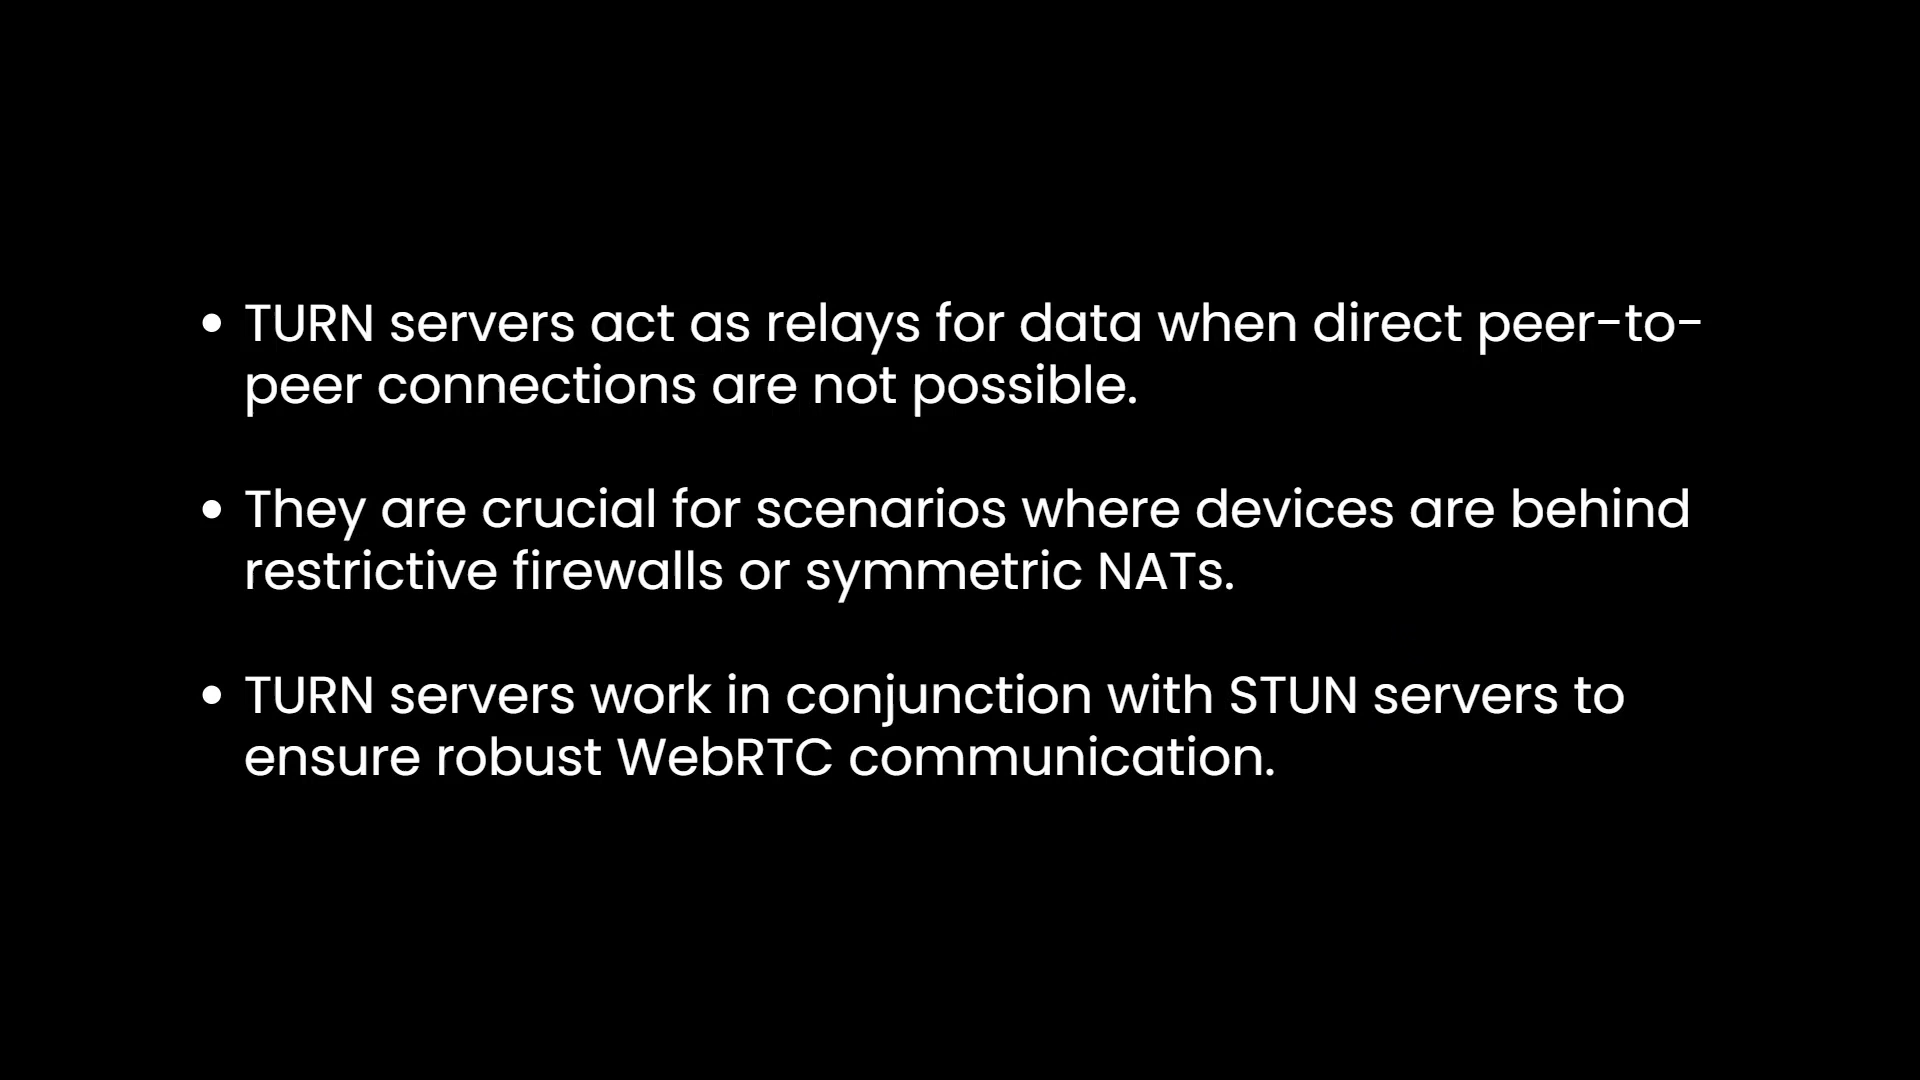 • TURN servers act as relays for data when direct peer-to-
peer connections are not possible.
• They are crucial for scenarios where devices are behind
restrictive firewalls or symmetric NATs.
• TURN servers work in conjunction with STUN servers to
ensure robust WebRTC communication.